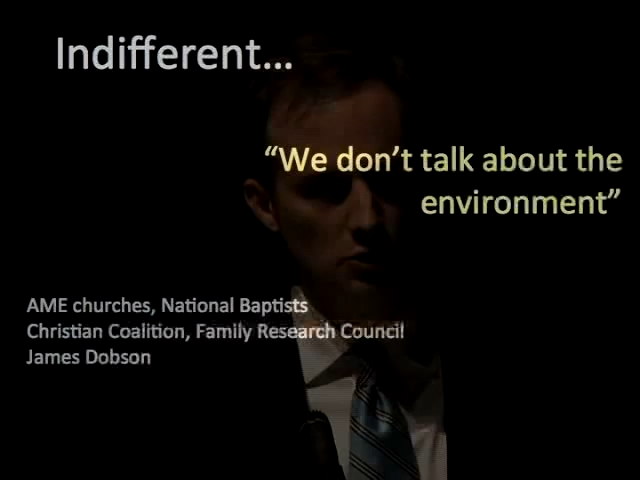 Indifferent…
“We don’t talk about the
environment”
AME churches, National Baptists
Christian Coalition, Family Research Council
James Dobson